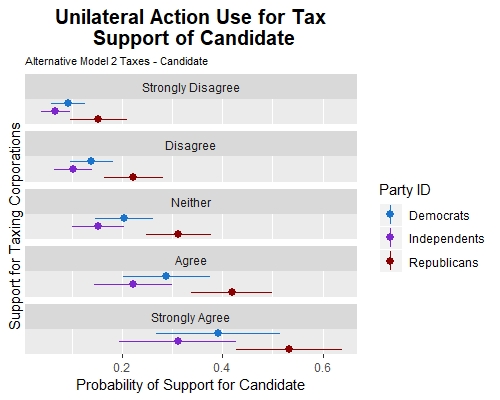 Unilateral Action Use for Tax
Support of Candidate
Alternative Model 2 Taxes - Candidate
Support for Taxing Corporations
Strongly Disagree
Disagree
Neither
Agree
Strongly Agree
0.2 0.4 0.6
Probability of Support for Candidate
Party ID
Democrats
Independents
Republicans